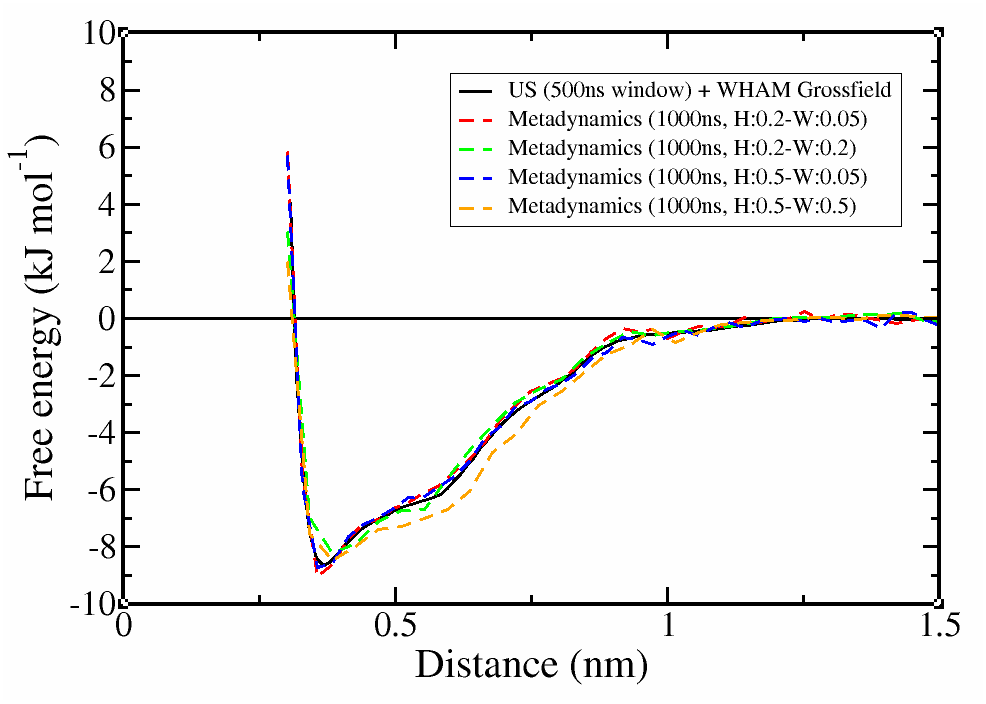 10
8
6
4
2
0
-2
-4
-6
-8
-10
Free energy (kJ mol-1)
US (500ns window) + WHAM Grossfield
Metadynamics (1000ns, H:0.2-W:0.05)
Metadynamics (1000ns, H:0.2-W:0.2)
Metadynamics (1000ns, H:0.5-W:0.05)
Metadynamics (1000ns, H:0.5-W:0.5)
0 0.5 1 1.5
Distance (nm)